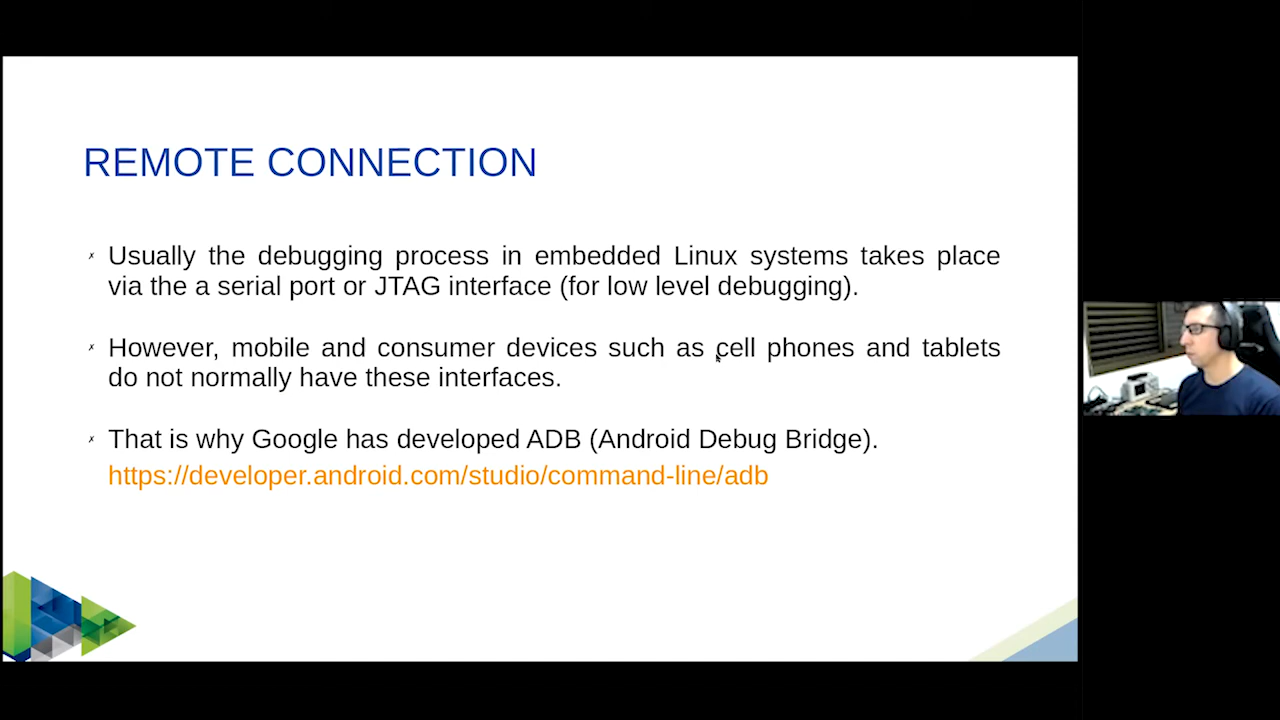 REMOTE CONNECTION
Usually the debugging process in embedded Linux systems takes place
via the a serial port or JTAG interface (for low level debugging).
However, mobile and consumer devices such as cell phones and tablets
do not normally have these interfaces.
That is why Google has developed ADB (Android Debug Bridge).
https://developer.android.com/studio/command-line/adb